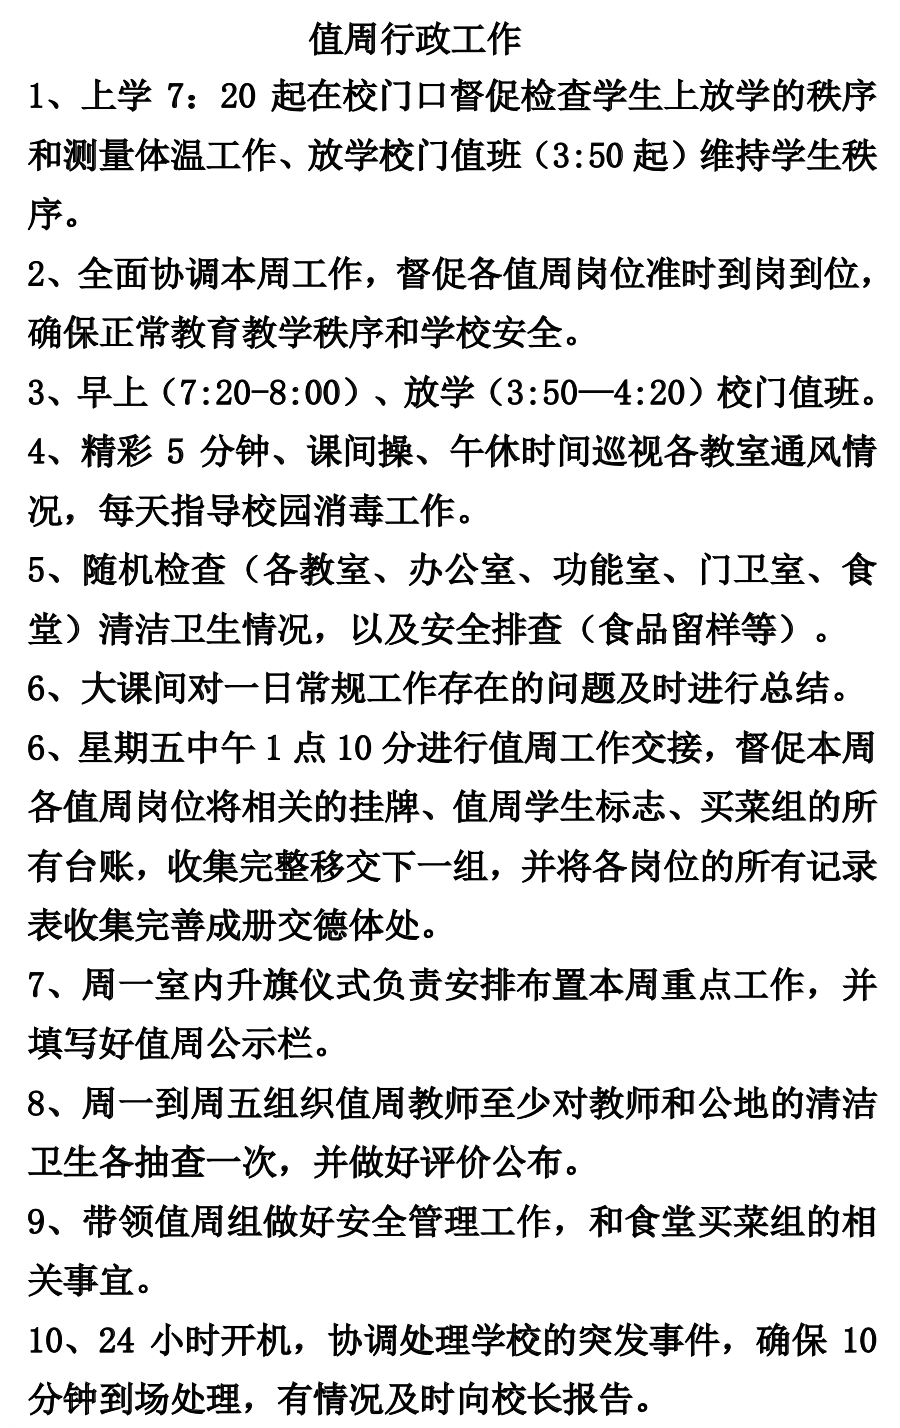 值周行政工作
1、上学 7：20 起在校门口督促检查学生上放学的秩序
和测量体温工作、放学校门值班（3:50 起）维持学生秩
序。
2、全面协调本周工作，督促各值周岗位准时到岗到位，
确保正常教育教学秩序和学校安全。
3、早上（7:20-8:00）、放学（3:50—4:20）校门值班。
4、精彩 5 分钟、课间操、午休时间巡视各教室通风情
况，每天指导校园消毒工作。
5、随机检查（各教室、办公室、功能室、门卫室、食
堂）清洁卫生情况，以及安全排查（食品留样等）。
6、大课间对一日常规工作存在的问题及时进行总结。
6、星期五中午 1 点 10 分进行值周工作交接，督促本周
各值周岗位将相关的挂牌、值周学生标志、买菜组的所
有台账，收集完整移交下一组，并将各岗位的所有记录
表收集完善成册交德体处。
7、周一室内升旗仪式负责安排布置本周重点工作，并
填写好值周公示栏。
8、周一到周五组织值周教师至少对教师和公地的清洁
卫生各抽查一次，并做好评价公布。
9、带领值周组做好安全管理工作，和食堂买菜组的相
关事宜。
10、24 小时开机，协调处理学校的突发事件，确保 10
分钟到场处理，有情况及时向校长报告。